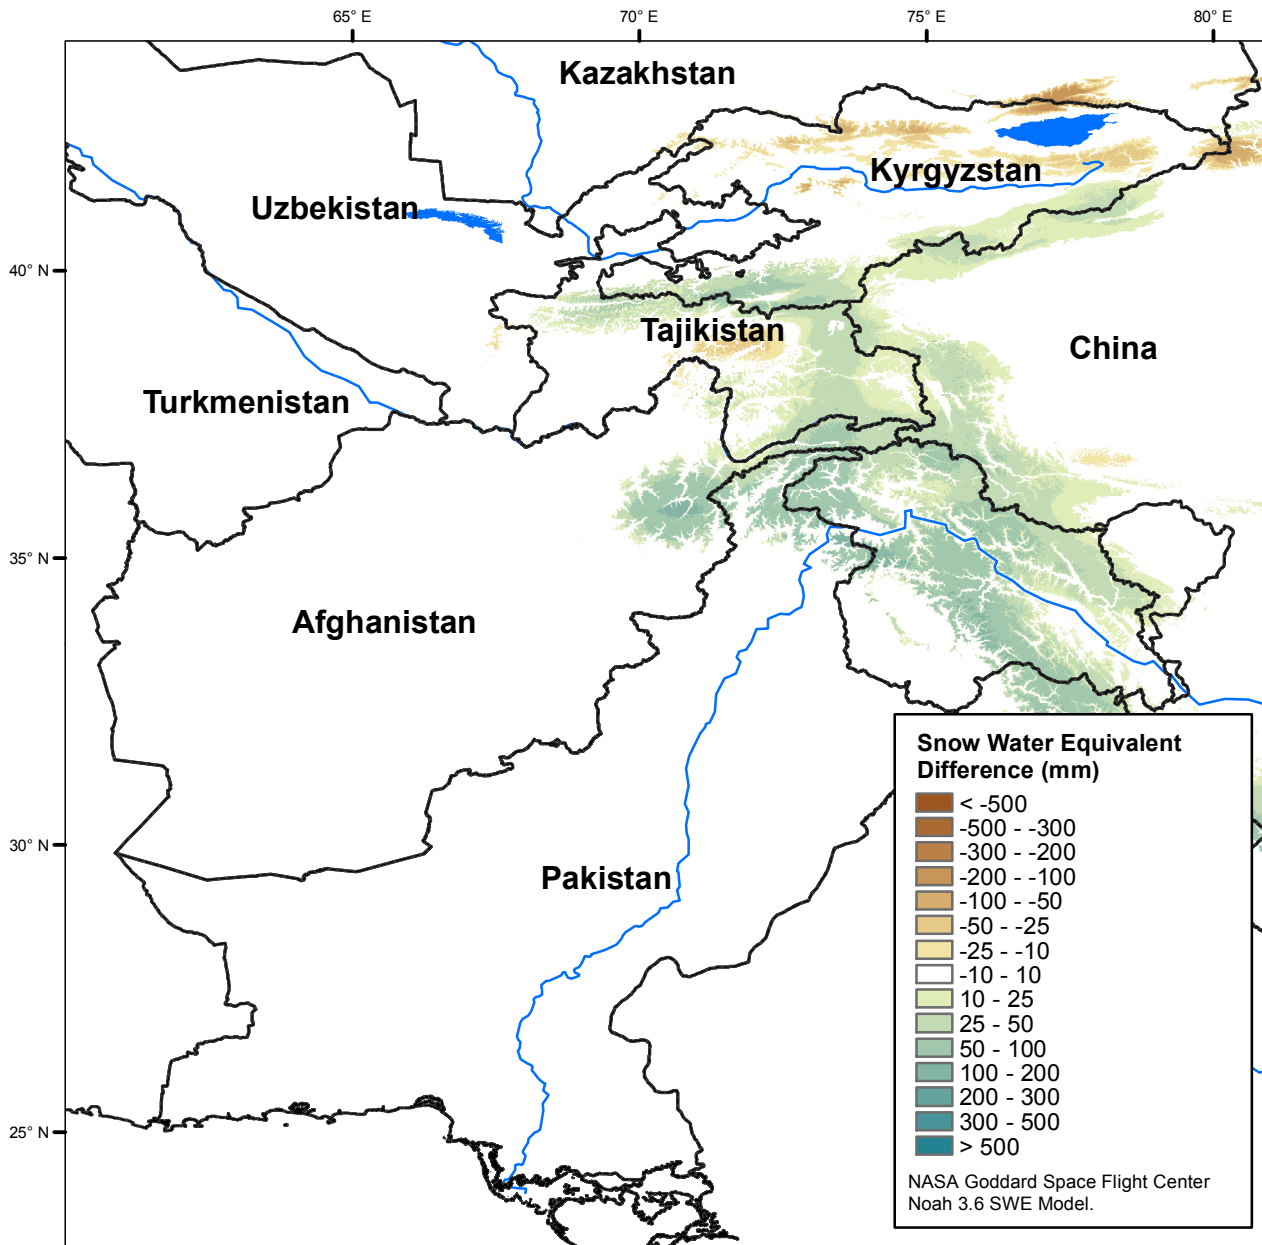 65° E
70° E
75° E
80° E
Kazakhstan
Kyrgyzstan
Uzbekistan
40° N
Tajikistan
China
Turkmenistan
35° N
Afghanistan
Snow Water Equivalent
Difference (mm)
< -500
-500 - -300
-300 - -200
-200 - -100
-100 - -50
-50 - -25
-25 - -10
-10 - 10
10 - 25
25 - 50
50 - 100
100 - 200
200 - 300
300 - 500
> 500
30° N
Pakistan
25° N
NASA Goddard Space Flight Center
Noah 3.6 SWE Model.